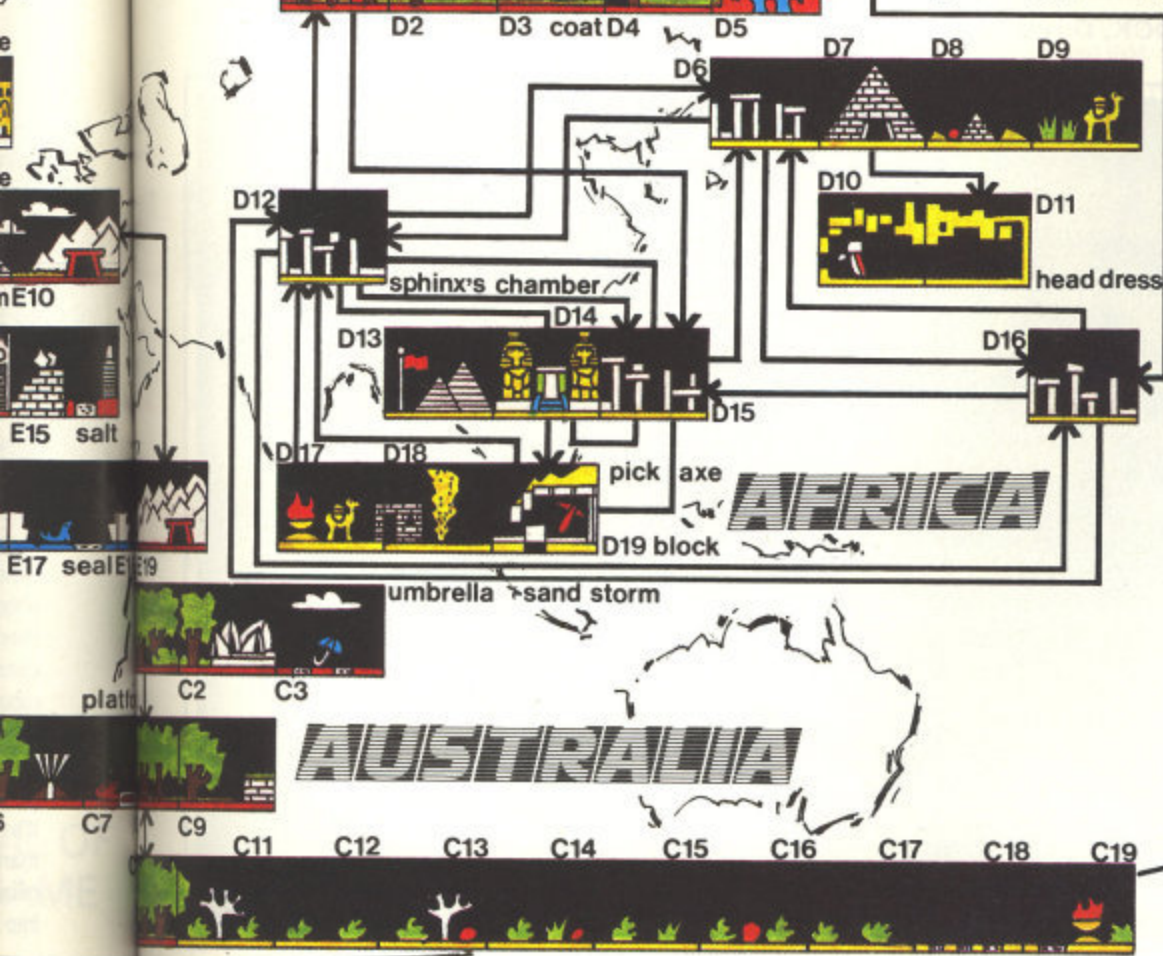 D2 D3 coat D4 D5
D6 D7 D8 D9
D12 D10 D11
E10
sphinx's chamber head dress
D13 D14 D16
E15 salt D15
D17 D18 pick axe
AFRICA
D19 block
E17 seal E19
umbrella sand storm
C2 C3
AUSTRALIA
C7 C9
C11 C12 C13 C14 C15 C16 C17 C18 C19